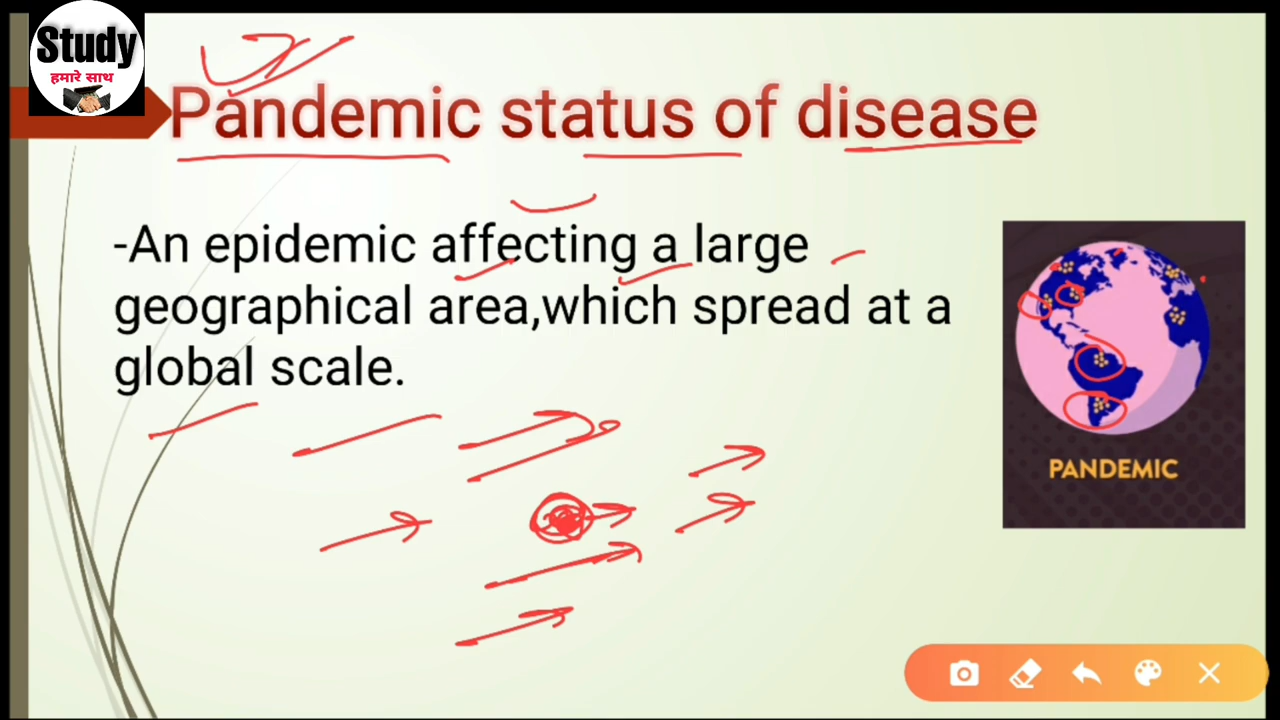 Study
हमारे साथ
Pandemic status of disease
-An epidemic affecting a large
geographical area,which spread at a
global scale.
PANDEMIC